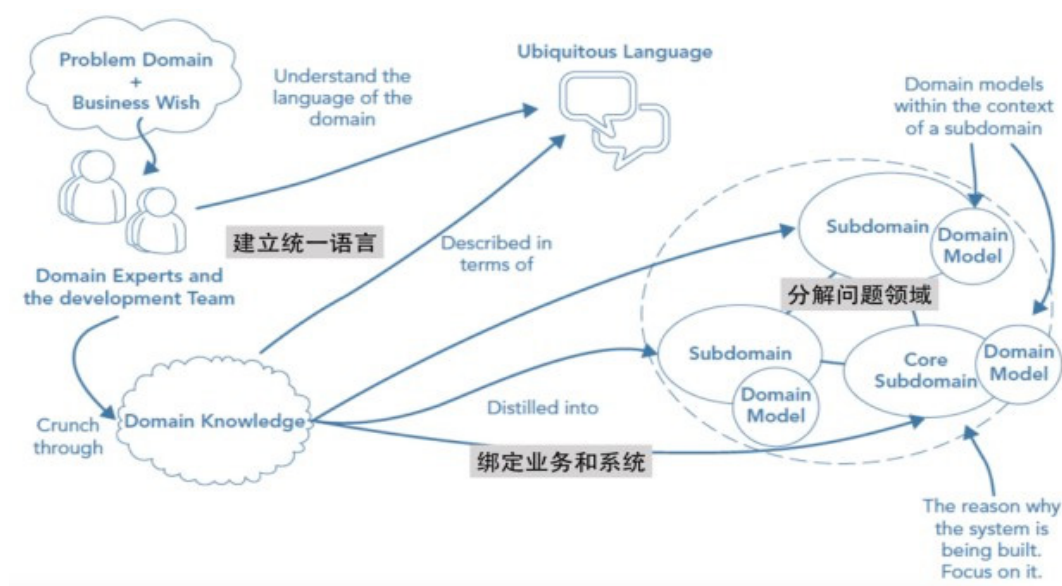 Problem Domain
+
Business Wish
Understand the
language of the
domain
Ubiquitous Language
Domain models
within the context
of a subdomain
建立统一语言
Described in
terms of
Subdomain
Domain
Model
Domain Experts and
the development Team
分解问题领域
Subdomain
Domain
Model
Core
Subdomain
Domain
Model
Crunch
through
Domain Knowledge
Distilled into
绑定业务和系统
The reason why
the system is
being built.
Focus on it.